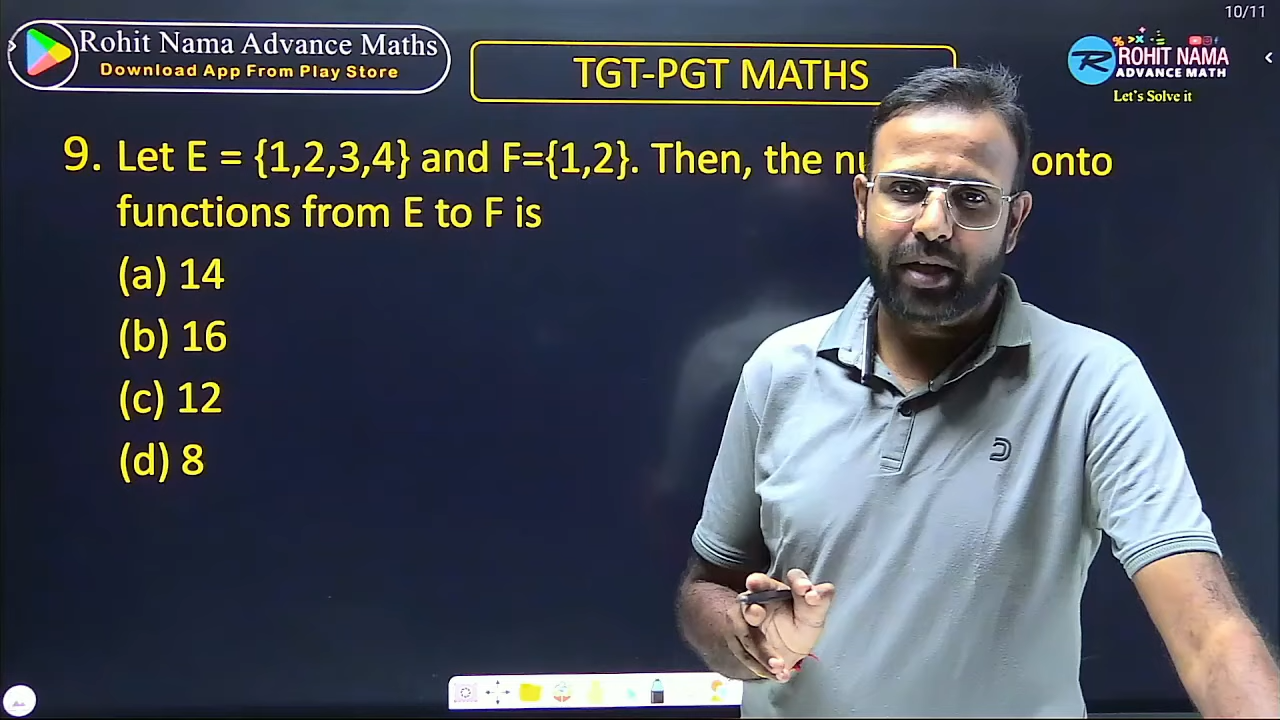 10/11
Rohit Nama Advance Maths
Download App From Play Store
TGT-PGT MATHS
ROHIT NAMA
ADVANCE MATH
Let's Solve it
9. Let E = {1,2,3,4} and F={1,2}. Then, the onto
functions from E to F is
(a) 14
(b) 16
(c) 12
(d) 8